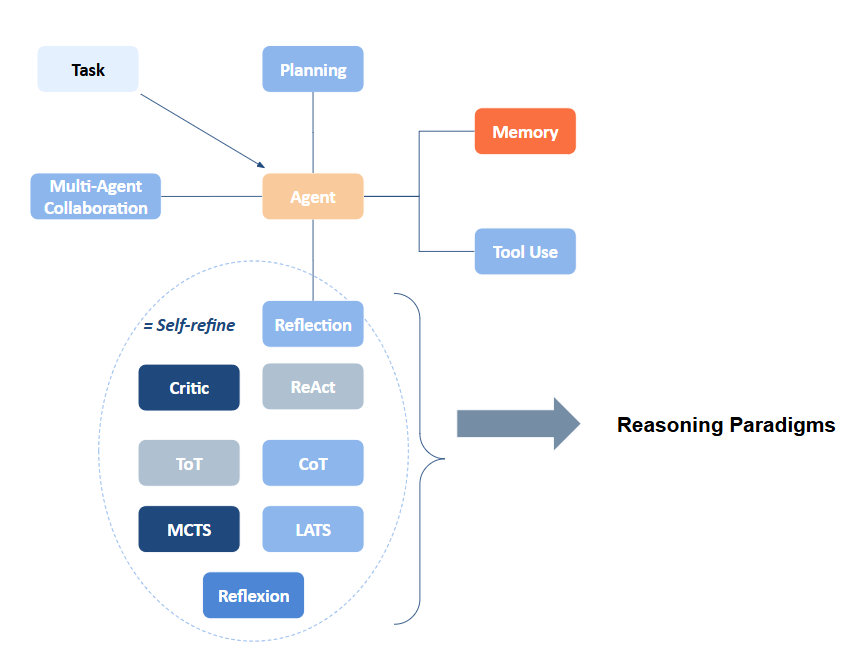 Task
Planning
Memory
Multi-Agent
Collaboration
Agent
Tool Use
= Self-refine
Reflection
Critic
ReAct
Reasoning Paradigms
ToT
CoT
MCTS
LATS
Reflexion